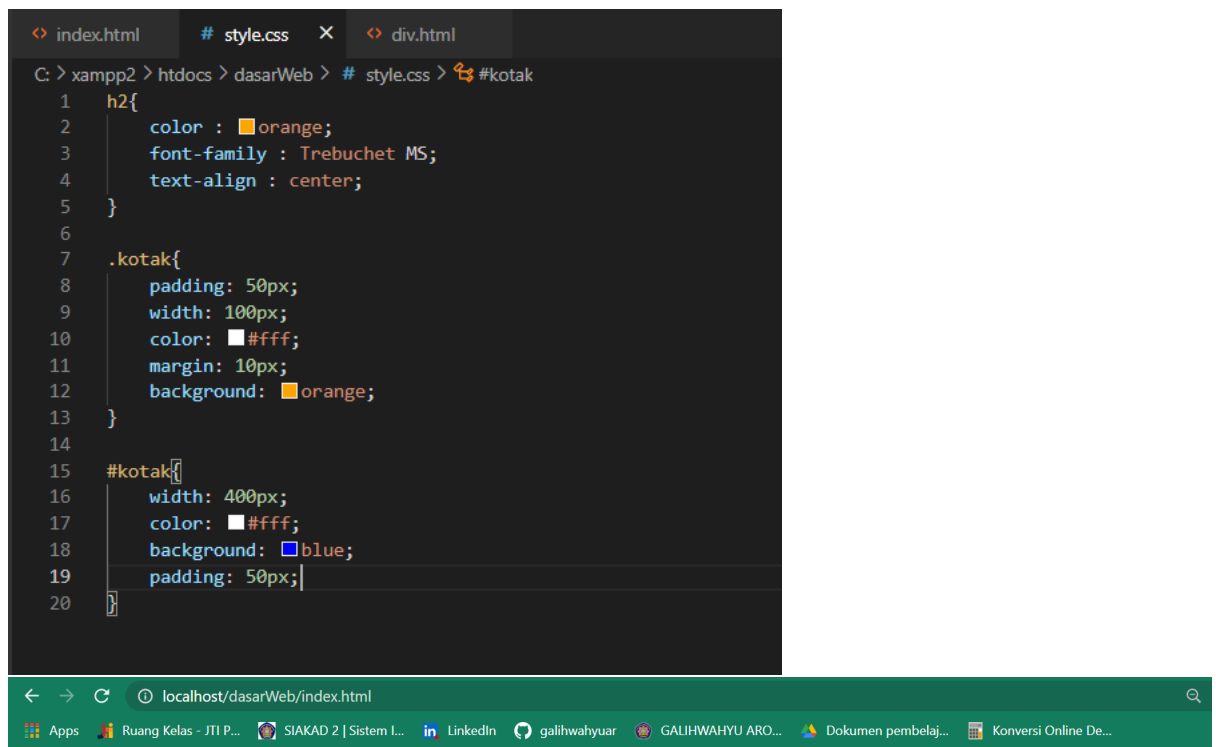 index.html # style.css × div.html
C: > xampp2 > htdocs > dasarWeb > # style.css > #kotak
1 h2{
2 color : orange;
3 font-family : Trebuchet MS;
4 text-align : center;
5 }
6
7 .kotak{
8 padding: 50px;
9 width: 100px;
10 color: #fff;
11 margin: 10px;
12 background: orange;
13 }
14
15 #kotak{
16 width: 400px;
17 color: #fff;
18 background: blue;
19 padding: 50px;
20 }
localhost/dasarWeb/index.html
Apps Ruang Kelas - JTI P... SIAKAD 2 | Sistem I... LinkedIn galihwahyuar GALIHWAHYU ARO... Dokumen pembelaj... Konversi Online De...